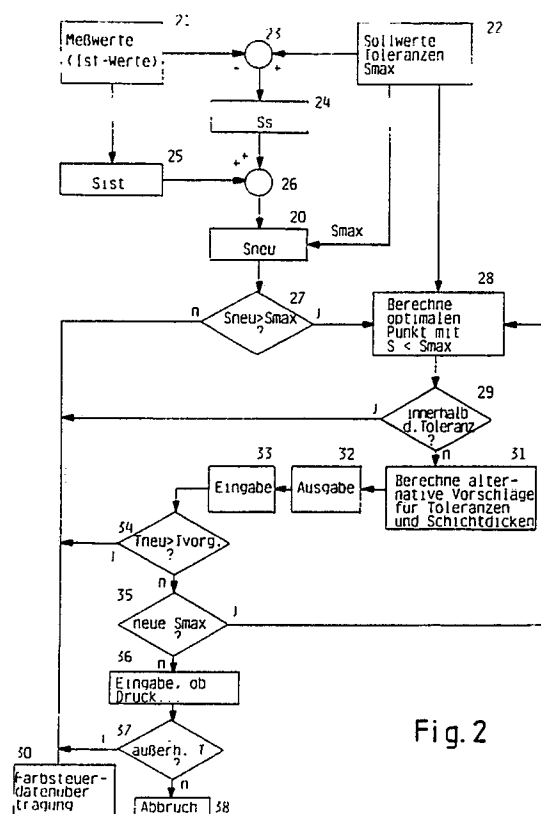 21
Meßwerte
(Ist-Werte)
23
- +
22
Sollwerte
Toleranzen
Smax
24
Ss
25
Sist
++
26
20
Sneu
Smax
27
n
Sneu>Smax
?
j
28
Berechne
optimalen
Punkt mit
S < Smax
29
j
innerhalb
d.Toleranz
?
n
31
Berechne alter-
native Vorschläge
für Toleranzen
und Schichtdicken
32
Ausgabe
33
Eingabe
34
Tneu>Tvorg.
?
j
n
35
neue Smax
?
j
n
36
Eingabe, ob
Druck...
37
außerh. T
?
j
n
30
Farbsteuer-
datenüber
tragung
Abbruch
38
Fig.2